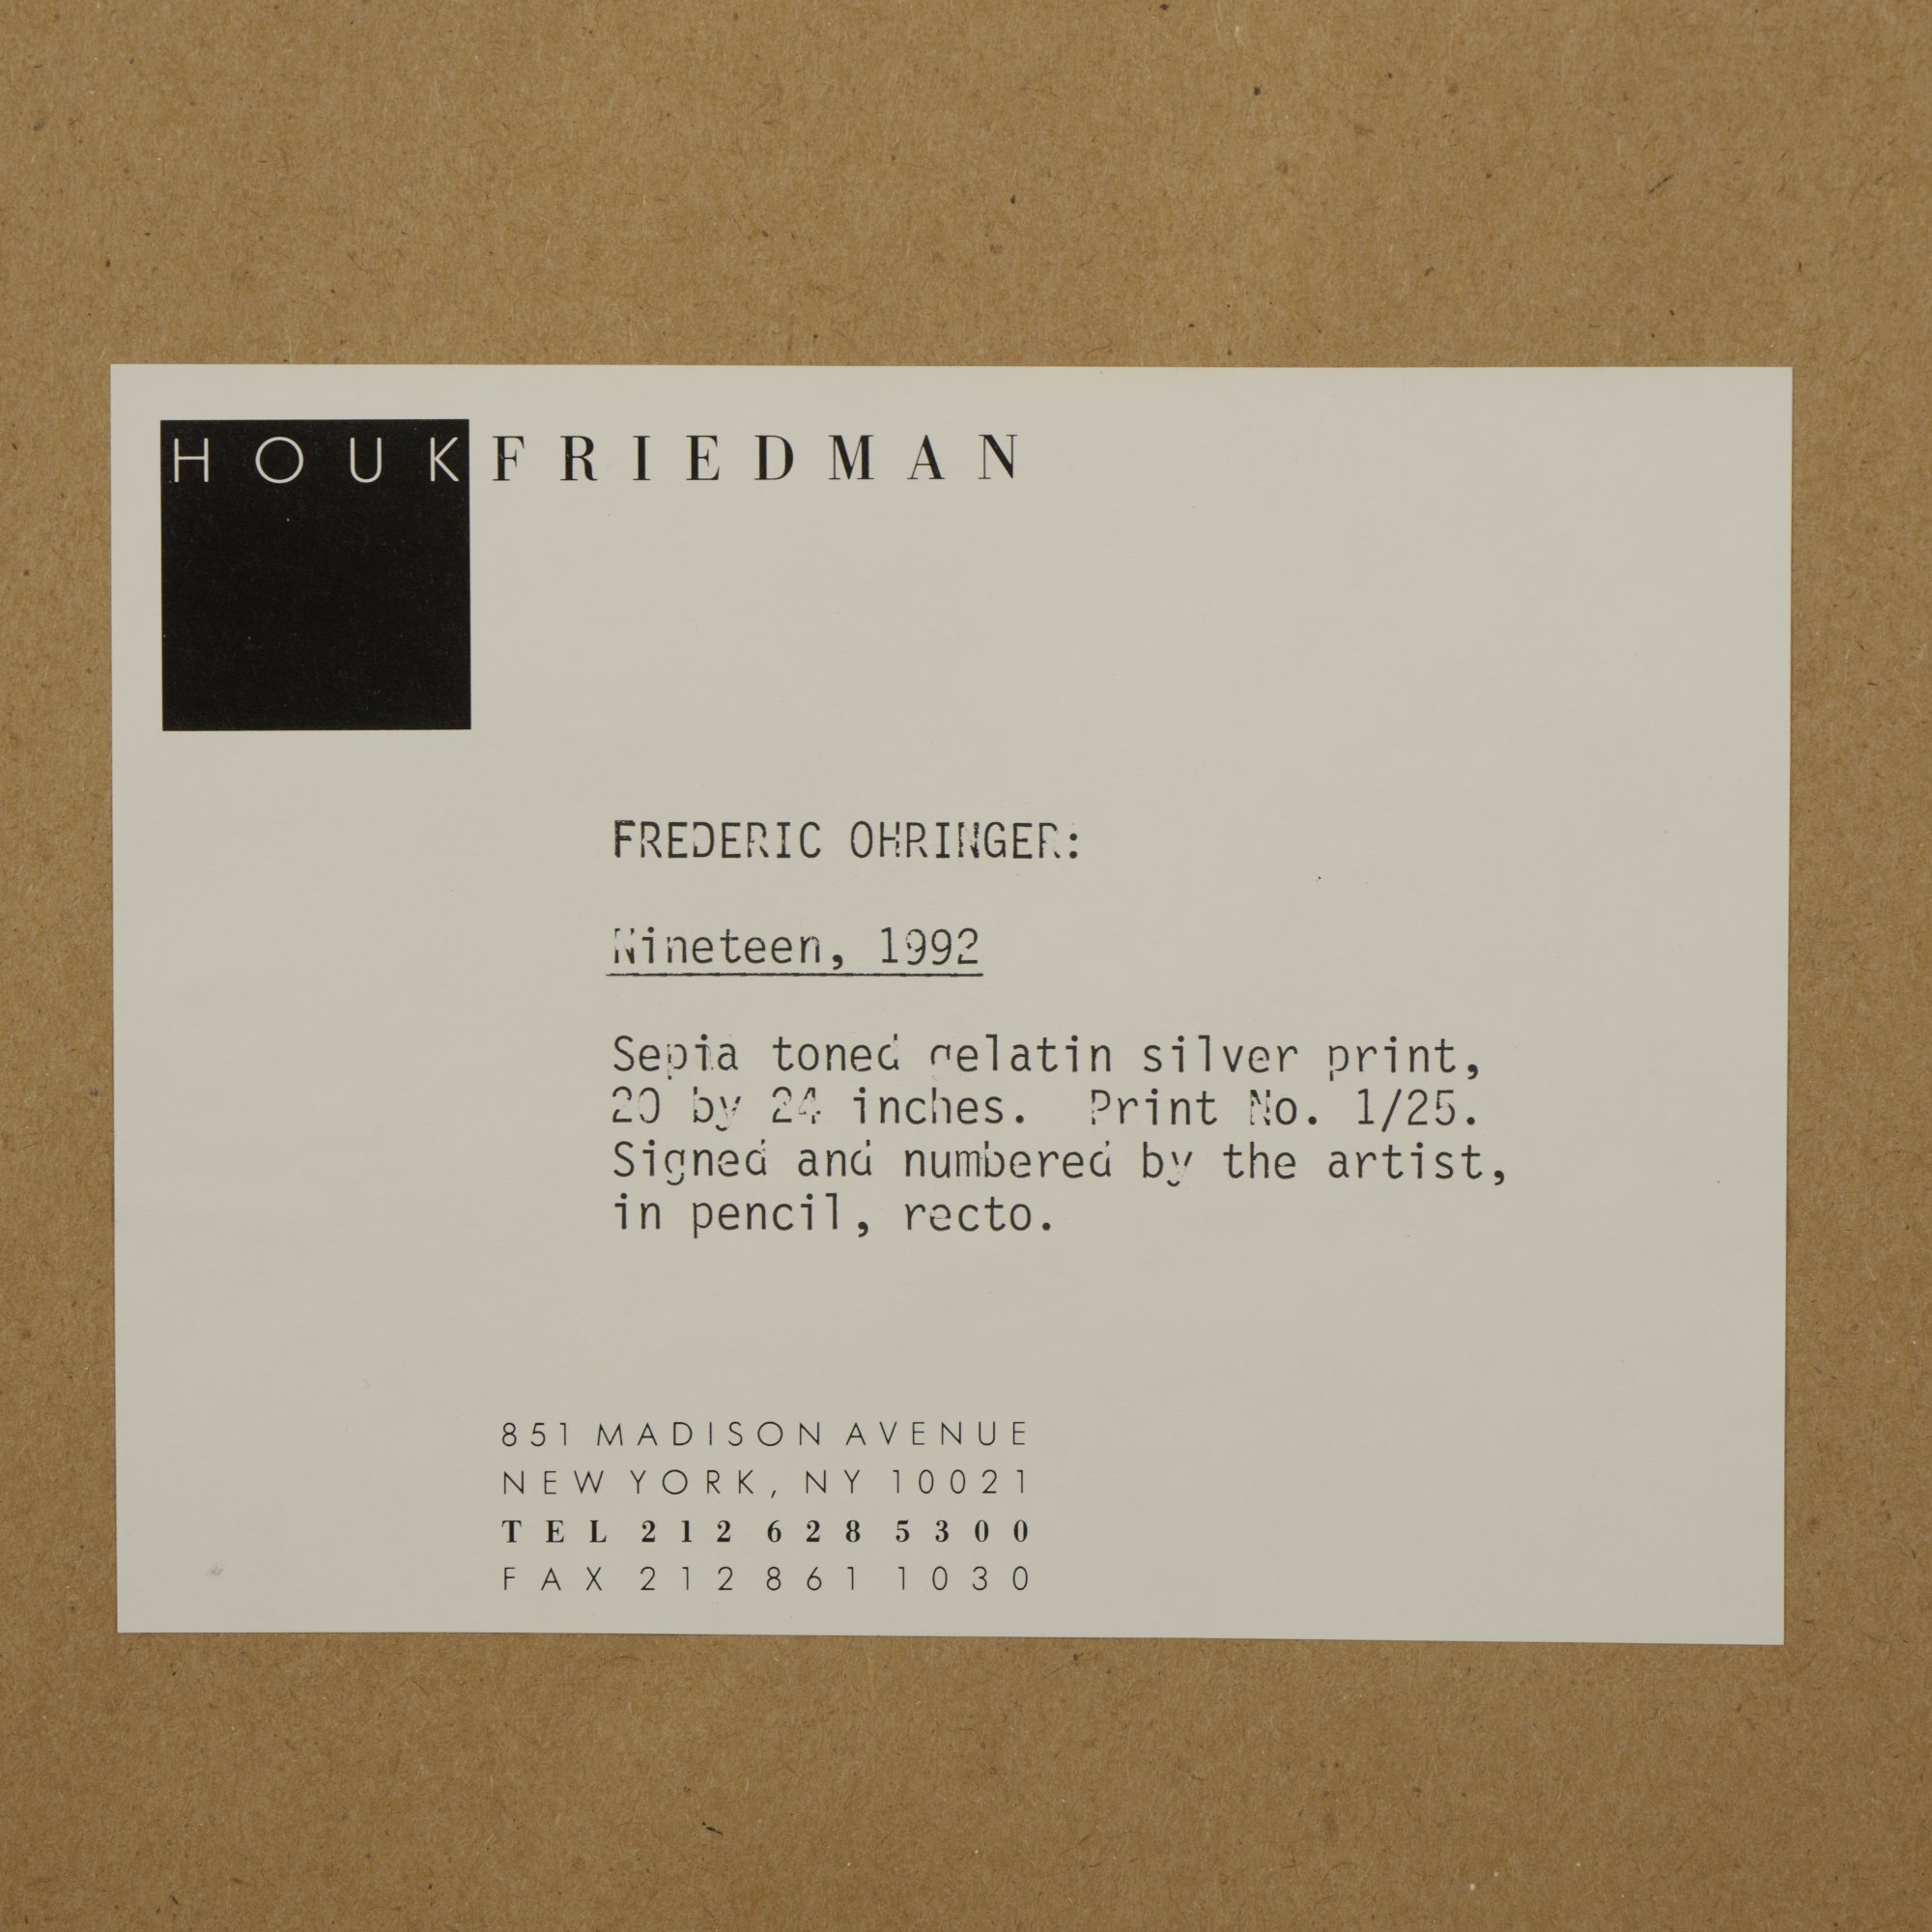 HOUKFRIEDMAN
FREDERIC OHRINGER:
Nineteen, 1992
Sepia toned gelatin silver print,
20 by 24 inches.  Print No. 1/25.
Signed and numbered by the artist,
in pencil, recto.
851 MADISON AVENUE
NEW YORK, NY 10021
TEL 212 628 5300
FAX 212 861 1030